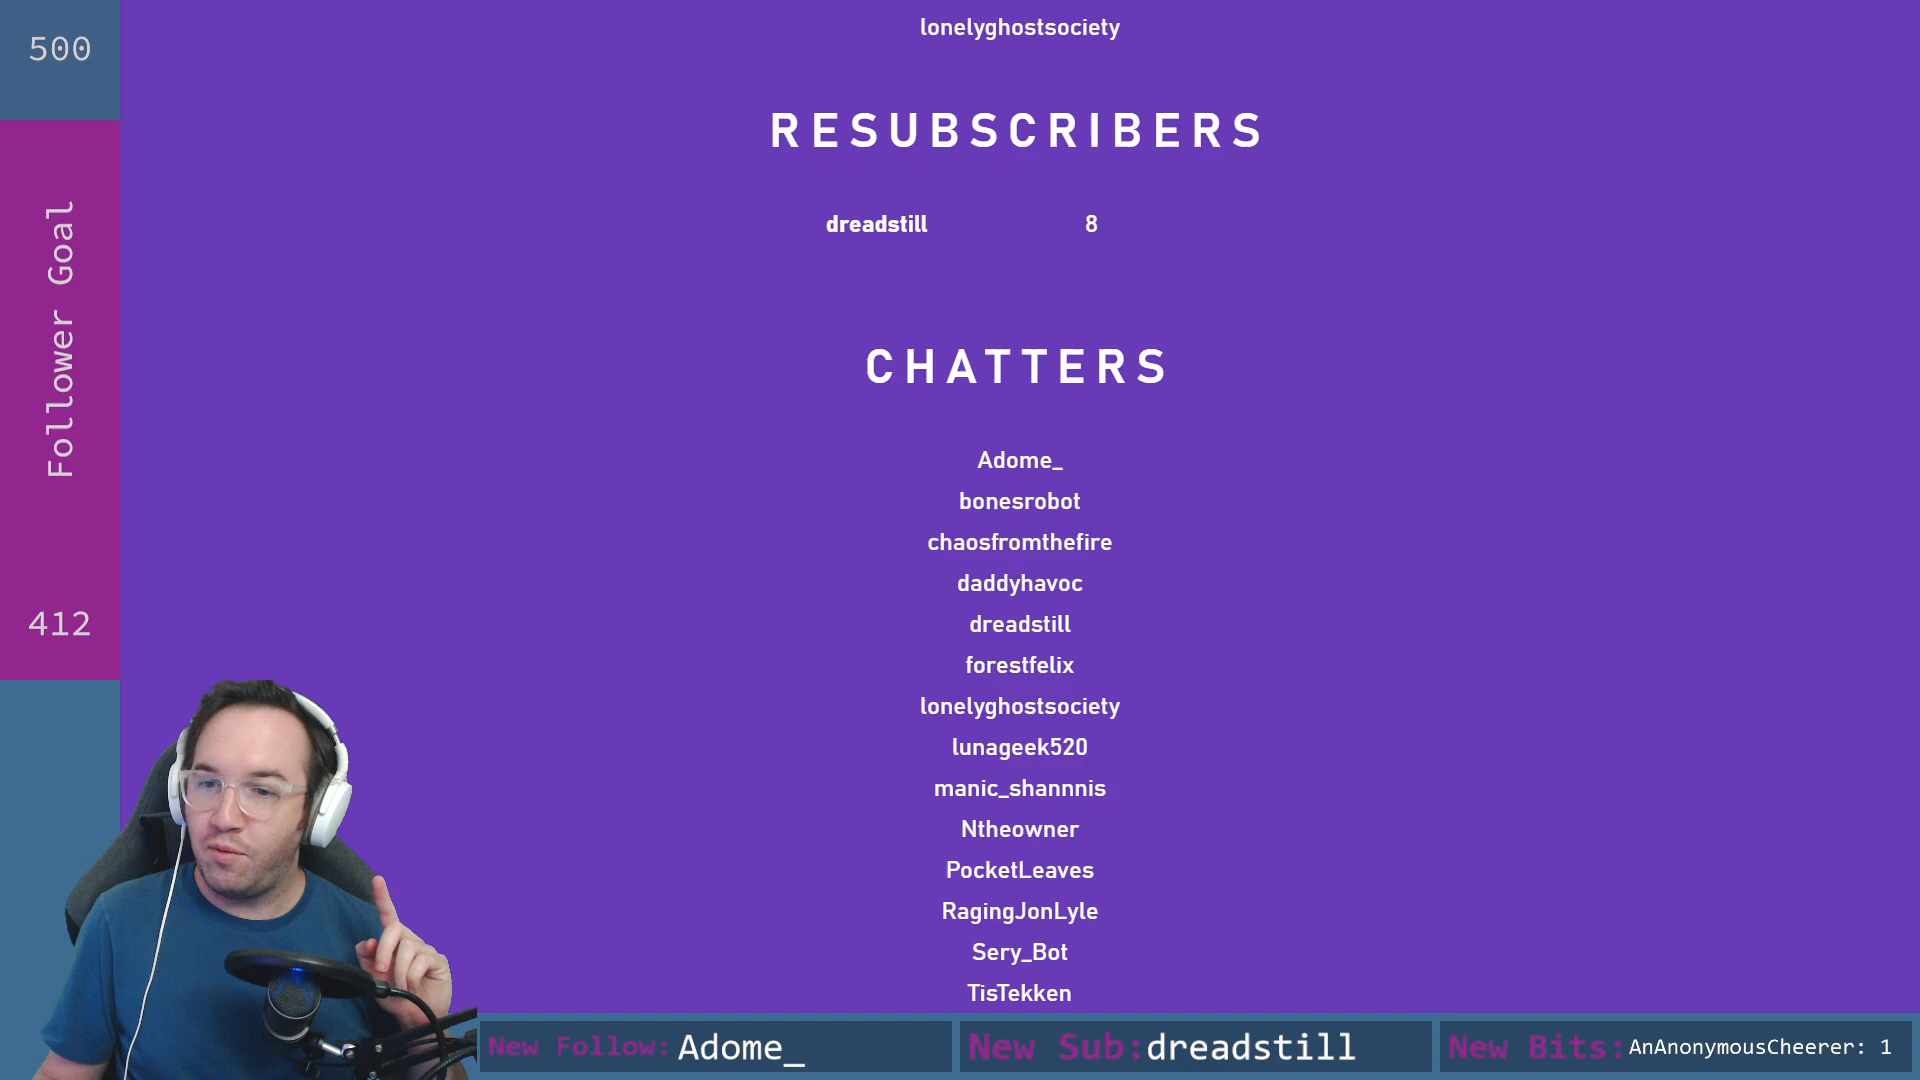 500
Follower Goal
412
lonelyghostsociety
RESUBSCRIBERS
dreadstill 8
CHATTERS
Adome_
bonesrobot
chaosfromthefire
daddyhavoc
dreadstill
forestfelix
lonelyghostsociety
lunageek520
manic_shannnis
Ntheowner
PocketLeaves
RagingJonLyle
Sery_Bot
TisTekken
New Follow: Adome_
New Sub: dreadstill
New Bits: AnAnonymousCheerer: 1